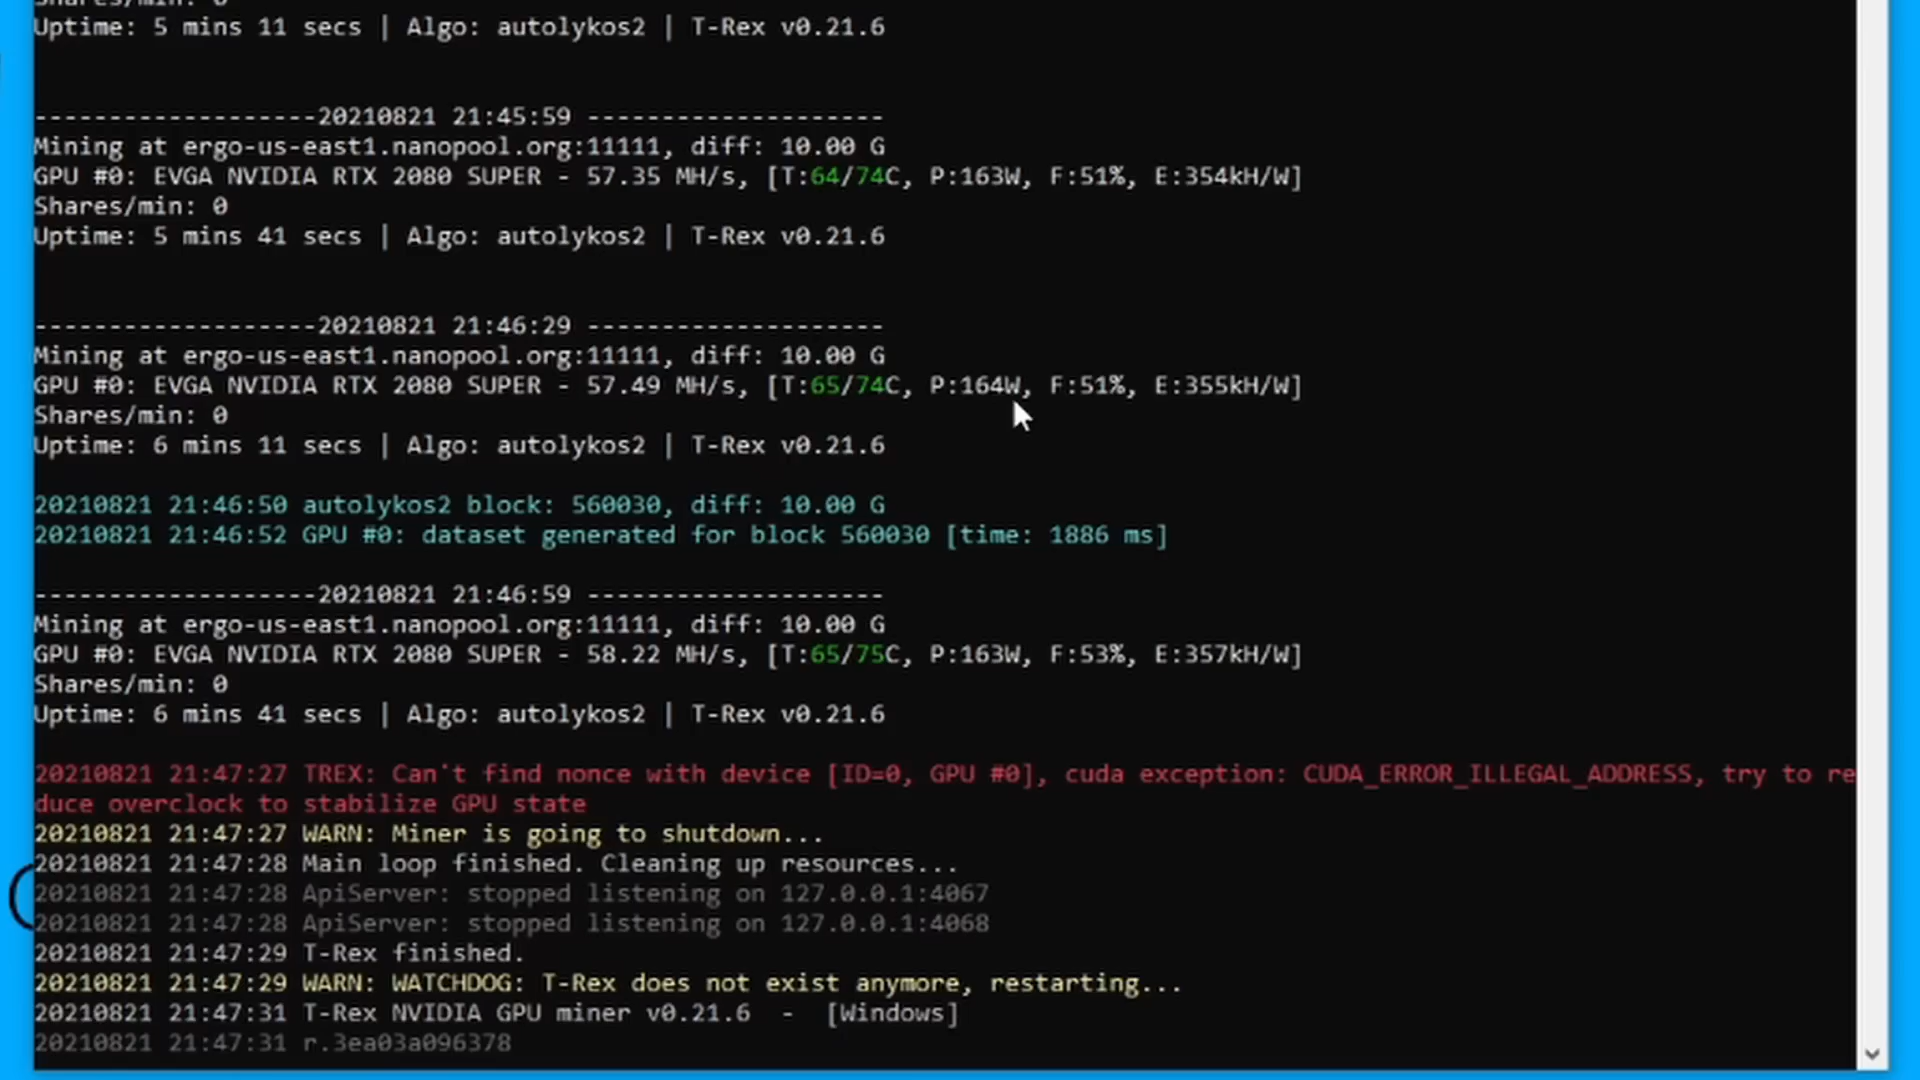 Shares/min: 0
Uptime: 5 mins 11 secs | Algo: autolykos2 | T-Rex v0.21.6
-------------------20210821 21:45:59 --------------------
Mining at ergo-us-east1.nanopool.org:11111, diff: 10.00 G
GPU #0: EVGA NVIDIA RTX 2080 SUPER - 57.35 MH/s, [T:64/74C, P:163W, F:51%, E:354kH/W]
Shares/min: 0
Uptime: 5 mins 41 secs | Algo: autolykos2 | T-Rex v0.21.6
-------------------20210821 21:46:29 --------------------
Mining at ergo-us-east1.nanopool.org:11111, diff: 10.00 G
GPU #0: EVGA NVIDIA RTX 2080 SUPER - 57.49 MH/s, [T:65/74C, P:164W, F:51%, E:355kH/W]
Shares/min: 0
Uptime: 6 mins 11 secs | Algo: autolykos2 | T-Rex v0.21.6
20210821 21:46:50 autolykos2 block: 560030, diff: 10.00 G
20210821 21:46:52 GPU #0: dataset generated for block 560030 [time: 1886 ms]
-------------------20210821 21:46:59 --------------------
Mining at ergo-us-east1.nanopool.org:11111, diff: 10.00 G
GPU #0: EVGA NVIDIA RTX 2080 SUPER - 58.22 MH/s, [T:65/75C, P:163W, F:53%, E:357kH/W]
Shares/min: 0
Uptime: 6 mins 41 secs | Algo: autolykos2 | T-Rex v0.21.6
20210821 21:47:27 TREX: Can't find nonce with device [ID=0, GPU #0], cuda exception: CUDA_ERROR_ILLEGAL_ADDRESS, try to re
duce overclock to stabilize GPU state
20210821 21:47:27 WARN: Miner is going to shutdown...
20210821 21:47:28 Main loop finished. Cleaning up resources...
20210821 21:47:28 ApiServer: stopped listening on 127.0.0.1:4067
20210821 21:47:28 ApiServer: stopped listening on 127.0.0.1:4068
20210821 21:47:29 T-Rex finished.
20210821 21:47:29 WARN: WATCHDOG: T-Rex does not exist anymore, restarting...
20210821 21:47:31 T-Rex NVIDIA GPU miner v0.21.6  -  [Windows]
20210821 21:47:31 r.3ea03a096378